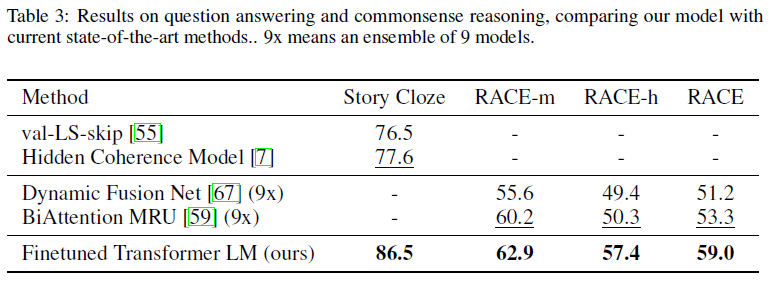 Table 3: Results on question answering and commonsense reasoning, comparing our model with
current state-of-the-art methods.. 9x means an ensemble of 9 models.
Method Story Cloze RACE-m RACE-h RACE
val-LS-skip [55] 76.5 - - -
Hidden Coherence Model [7] 77.6 - - -
Dynamic Fusion Net [67] (9x) - 55.6 49.4 51.2
BiAttention MRU [59] (9x) - 60.2 50.3 53.3
Finetuned Transformer LM (ours) 86.5 62.9 57.4 59.0